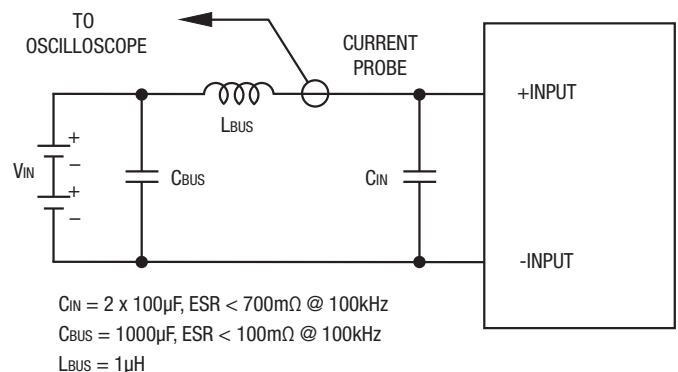 TO
OSCILLOSCOPE
CURRENT
PROBE
+INPUT
LBUS
+
VIN
−
+
−
CBUS
CIN
-INPUT
CIN = 2 x 100µF, ESR < 700mΩ @ 100kHz
CBUS = 1000µF, ESR < 100mΩ @ 100kHz
LBUS = 1µH